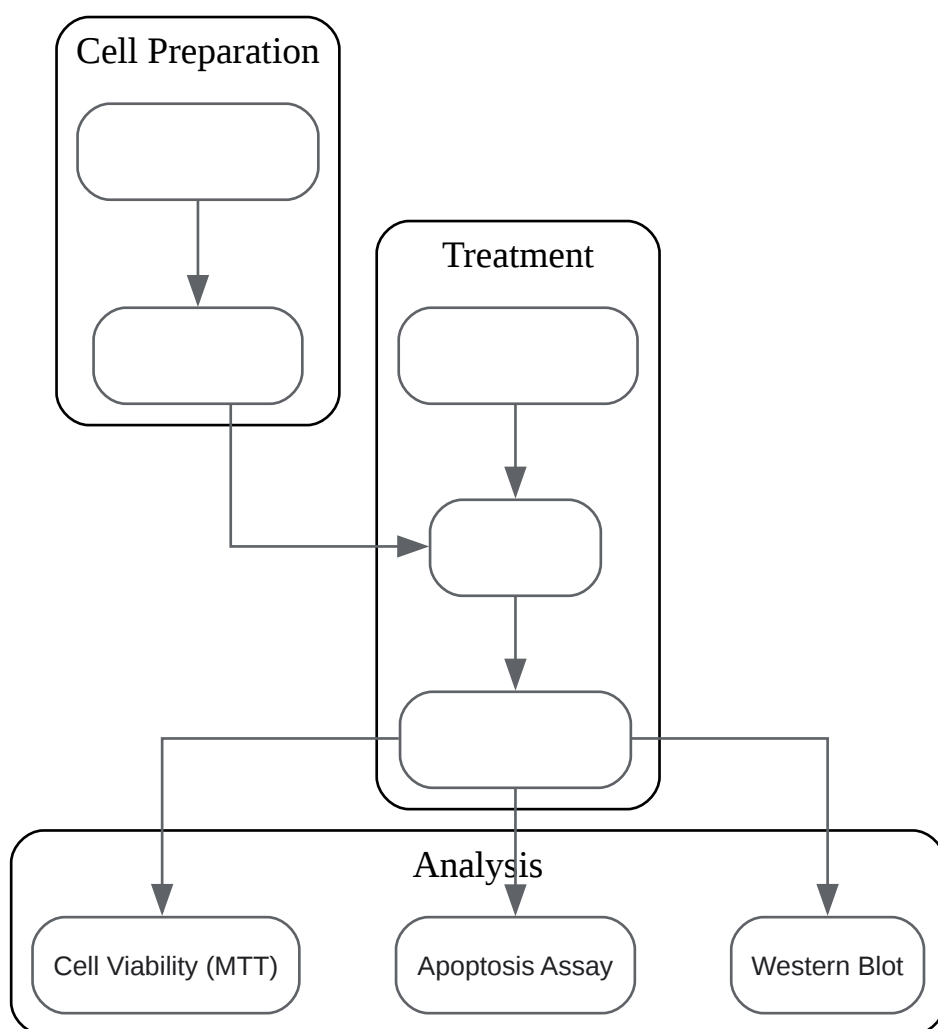 Cell Preparation
Treatment
Analysis
Cell Viability (MTT)
Apoptosis Assay
Western Blot